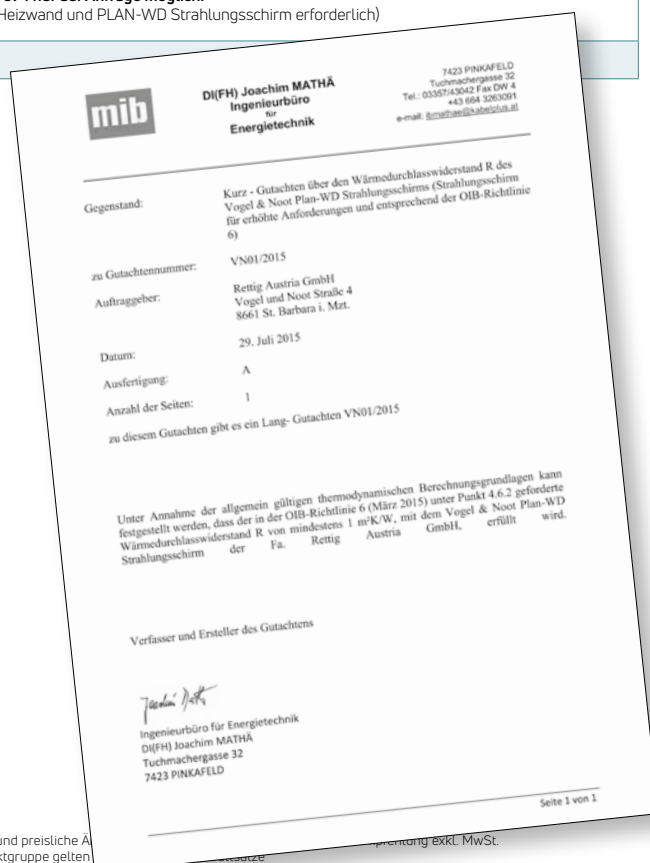 Heizwand und PLAN-WD Strahlungsschirm erforderlich)
mib
DI(FH) Joachim MATHÄ
Ingenieurbüro
für
Energietechnik
7423 PINKAFELD
Tuchmachergasse 32
Tel.: 03357/43042 Fax DW 4
+43 664 3263091
e-mail: ibmathae@kabelplus.at
Gegenstand: Kurz - Gutachten über den Wärmedurchlasswiderstand R des
Vogel & Noot Plan-WD Strahlungsschirms (Strahlungsschirm
für erhöhte Anforderungen und entsprechend der OIB-Richtlinie
6)
zu Gutachtennummer: VN01/2015
Auftraggeber: Rettig Austria GmbH
Vogel und Noot Straße 4
8661 St. Barbara i. Mzt.
Datum: 29. Juli 2015
Ausfertigung: A
Anzahl der Seiten: 1
zu diesem Gutachten gibt es ein Lang- Gutachten VN01/2015
Unter Annahme der allgemein gültigen thermodynamischen Berechnungsgrundlagen kann
festgestellt werden, dass der in der OIB-Richtlinie 6 (März 2015) unter Punkt 4.6.2 geforderte
Wärmedurchlasswiderstand R von mindestens 1 m²K/W, mit dem Vogel & Noot Plan-WD
Strahlungsschirm der Fa. Rettig Austria GmbH, erfüllt wird.
Verfasser und Ersteller des Gutachtens
Ingenieurbüro für Energietechnik
DI(FH) Joachim MATHÄ
Tuchmachergasse 32
7423 PINKAFELD
Seite 1 von 1
und preisliche exkl. MwSt.
gelten